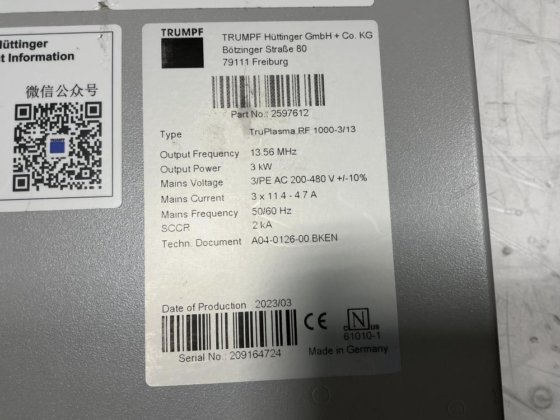 Hüttinger
t Information
微信公众号
TRUMPF
TRUMPF Hüttinger GmbH + Co. KG
Bötzinger Straße 80
79111 Freiburg
Part No.: 2597612
Type TruPlasma RF 1000-3/13
Output Frequency 13.56 MHz
Output Power 3 kW
Mains Voltage 3/PE AC 200-480 V +/-10%
Mains Current 3 x 11.4 - 4.7 A
Mains Frequency 50/60 Hz
SCCR 2 kA
Techn. Document A04-0126-00.BKEN
Date of Production 2023/03
CE c N us
61010-1
Serial No.: 209164724
Made in Germany